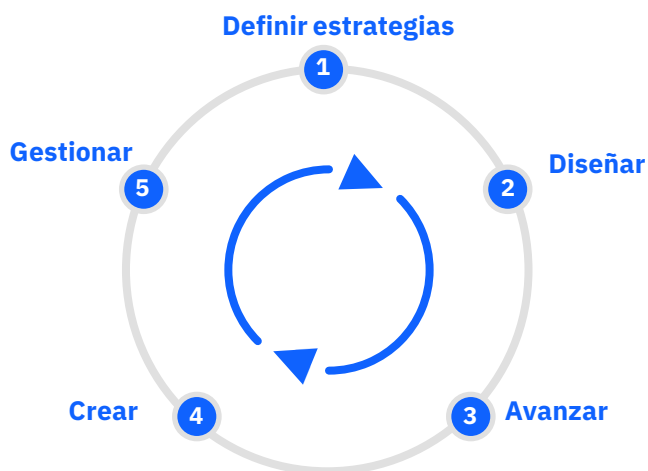 Definir estrategias
1
Diseñar
2
Avanzar
3
Crear
4
Gestionar
5